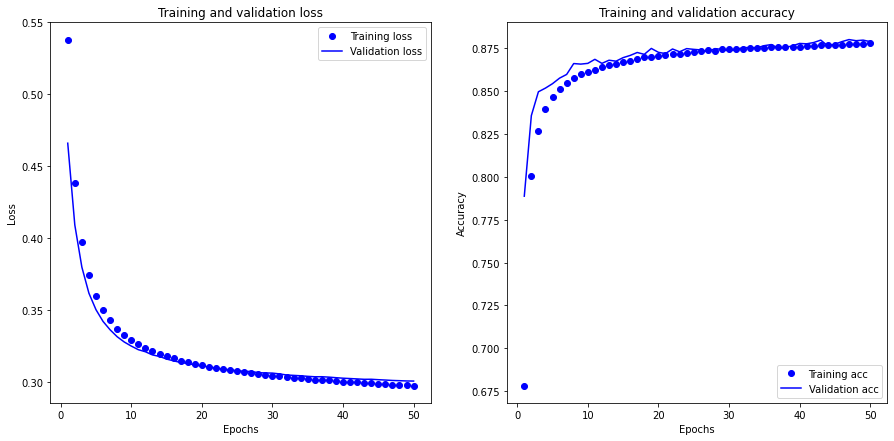 Training and validation loss
0.55
0.50
0.45
0.40
0.35
0.30
Loss
0
10
20
30
40
50
Epochs
Training loss
Validation loss
Training and validation accuracy
0.875
0.850
0.825
0.800
0.775
0.750
0.725
0.700
0.675
Accuracy
0
10
20
30
40
50
Epochs
Training acc
Validation acc